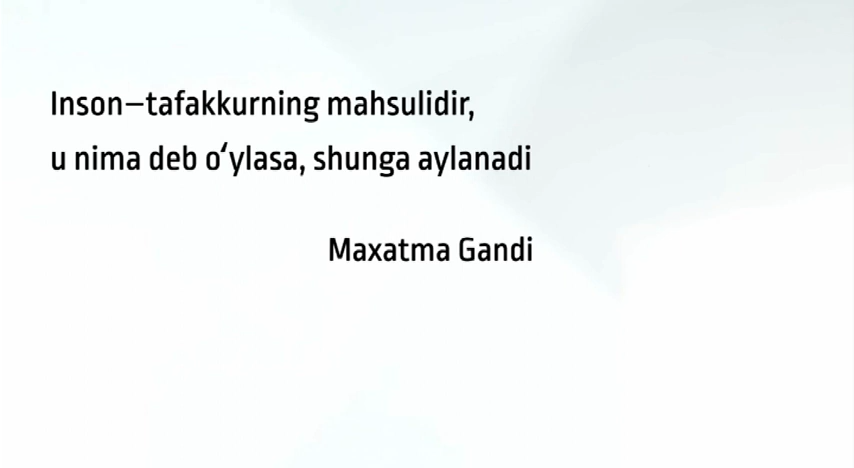 Inson–tafakkurning mahsulidir,
u nima deb oʻylasa, shunga aylanadi
Maxatma Gandi